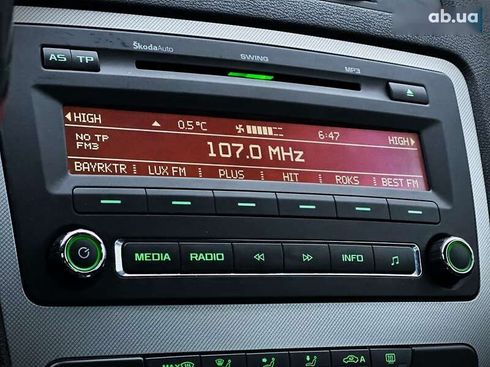 ab.ua
AS TP
ŠkodaAuto
SWING
MP3
HIGH
0.5°C
6:47
HIGH
NO TP
FM3
107.0 MHz
BAYRKTR LUX FM PLUS HIT ROKS BEST FM
MEDIA RADIO INFO
MAX